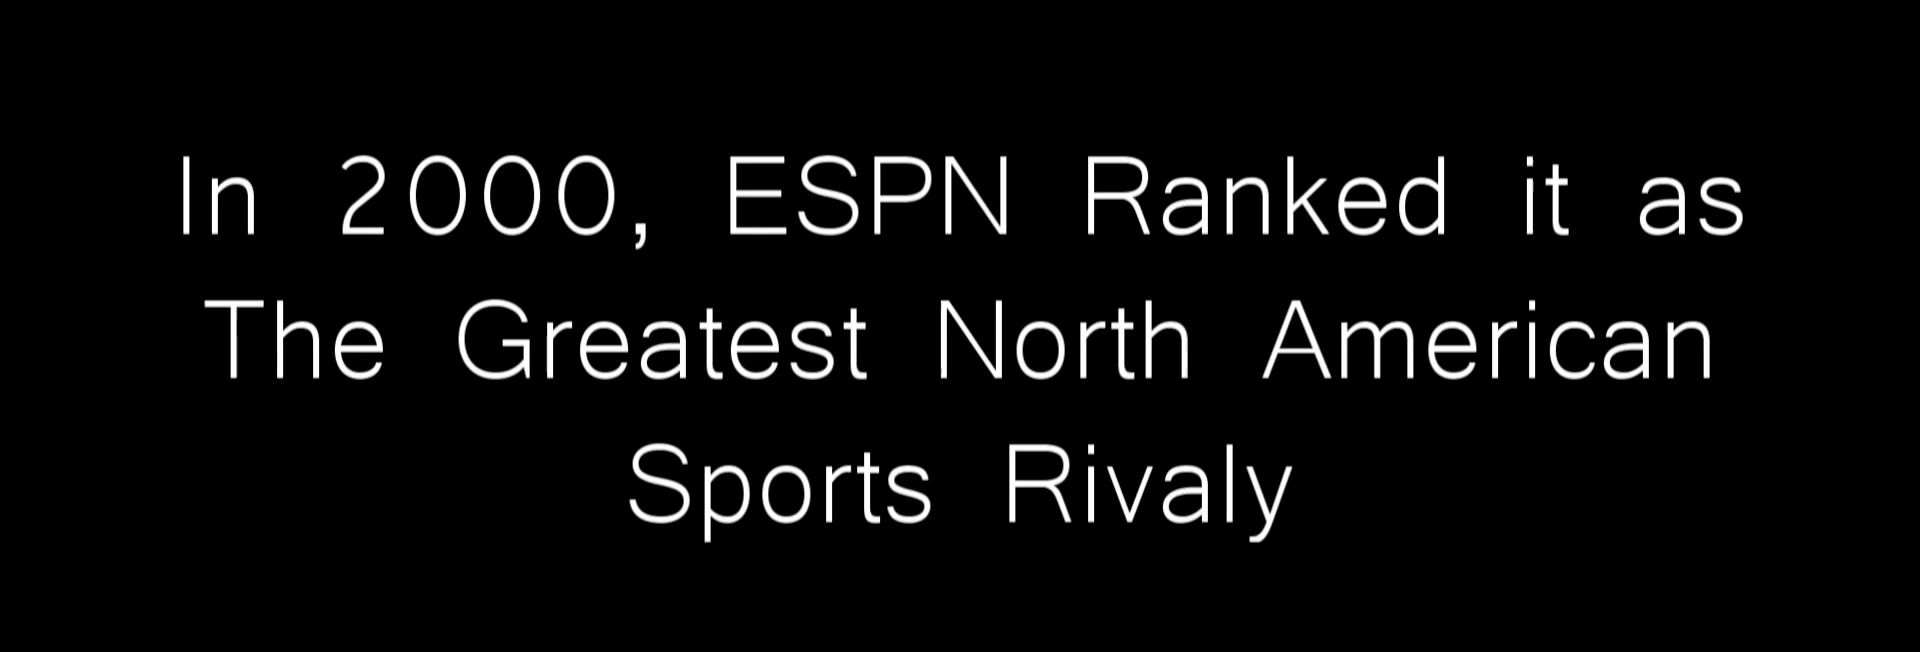 In 2000, ESPN Ranked it as
The Greatest North American
Sports Rivaly